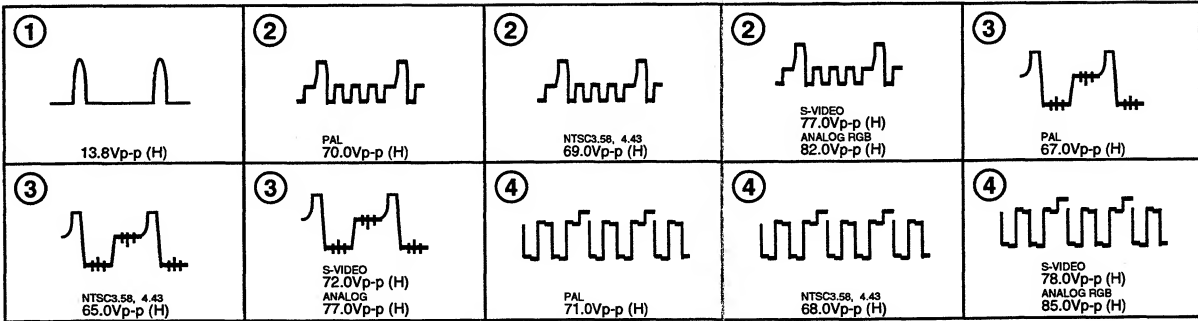 ①
13.8Vp-p (H)
②
PAL
70.0Vp-p (H)
②
NTSC3.58, 4.43
69.0Vp-p (H)
②
S-VIDEO
77.0Vp-p (H)
ANALOG RGB
82.0Vp-p (H)
③
PAL
67.0Vp-p (H)
③
NTSC3.58, 4.43
65.0Vp-p (H)
③
S-VIDEO
72.0Vp-p (H)
ANALOG
77.0Vp-p (H)
④
PAL
71.0Vp-p (H)
④
NTSC3.58, 4.43
68.0Vp-p (H)
④
S-VIDEO
78.0Vp-p (H)
ANALOG RGB
85.0Vp-p (H)